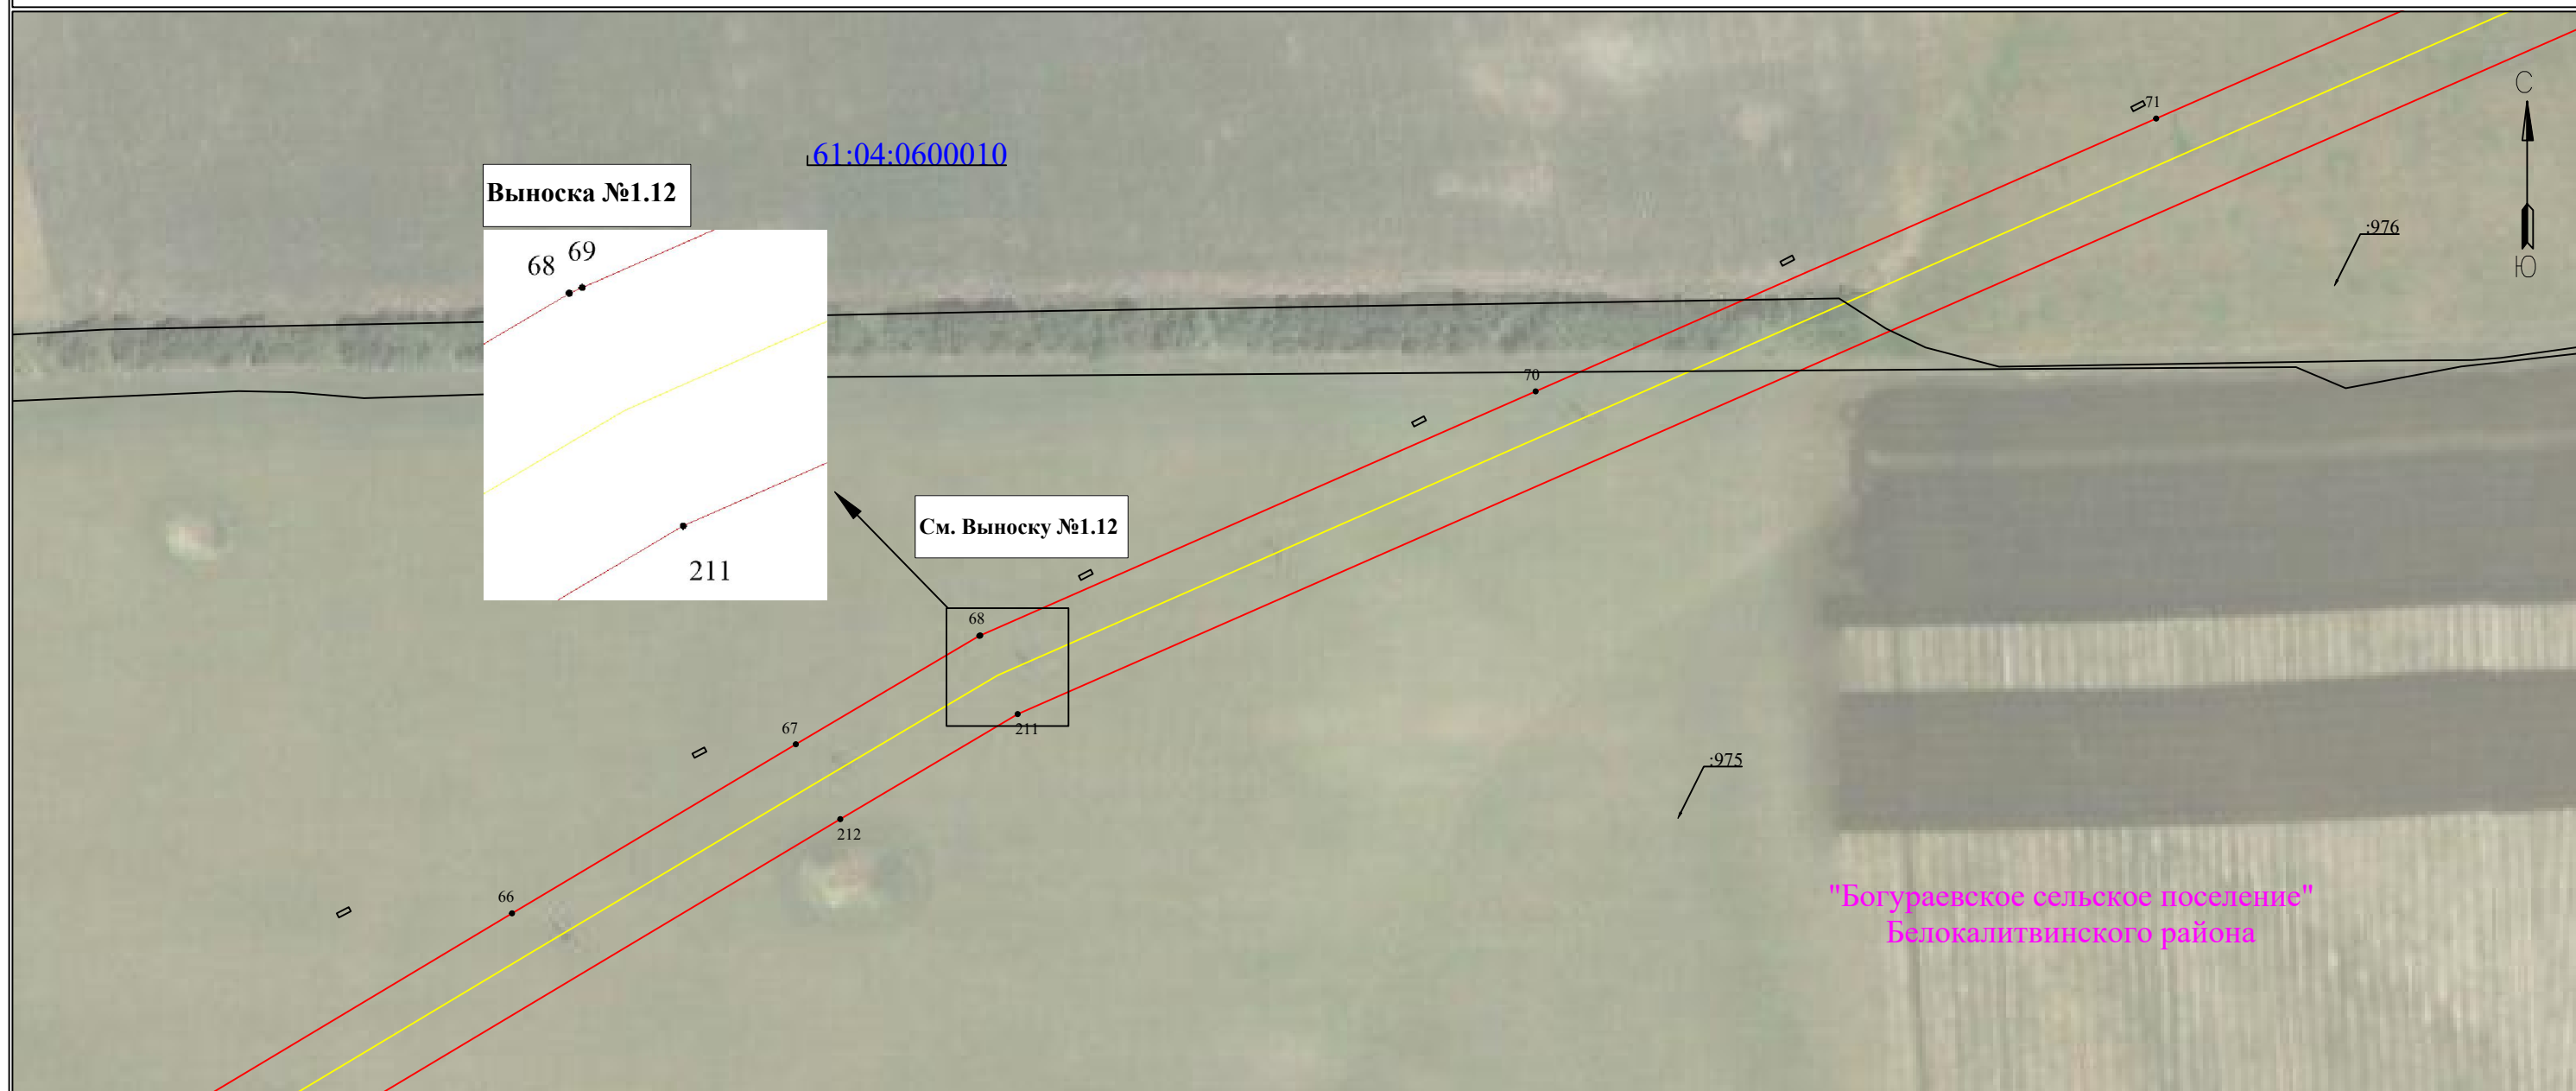 71
С
61:04:0600010
Выноска №1.12
:976
68 69
Ю
70
См. Выноску №1.12
211
68
67
211
:975
212
66
"Богураевское сельское поселение"
Белокалитвинского района